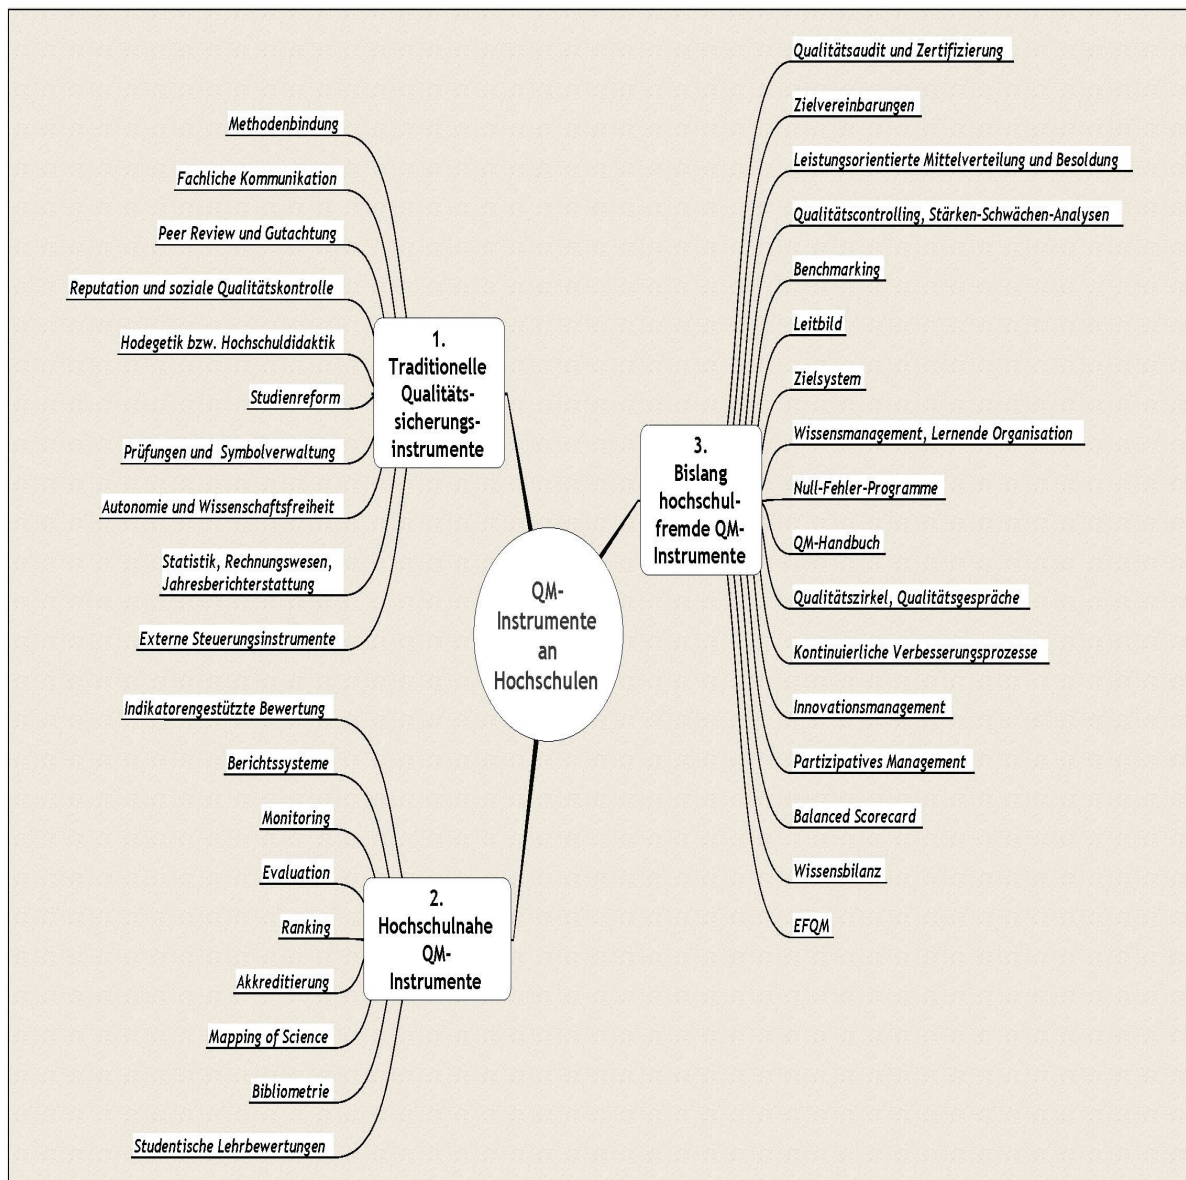 QM-
Instrumente
an
Hochschulen
1.
Traditionelle
Qualitäts-
sicherungs-
instrumente
Methodenbindung
Fachliche Kommunikation
Peer Review und Gutachtung
Reputation und soziale Qualitätskontrolle
Hodegetik bzw. Hochschuldidaktik
Studienreform
Prüfungen und Symbolverwaltung
Autonomie und Wissenschaftsfreiheit
Statistik, Rechnungswesen,
Jahresberichterstattung
Externe Steuerungsinstrumente
2.
Hochschulnahe
QM-
Instrumente
Indikatorengestützte Bewertung
Berichtssysteme
Monitoring
Evaluation
Ranking
Akkreditierung
Mapping of Science
Bibliometrie
Studentische Lehrbewertungen
3.
Bislang
hochschul-
fremde QM-
Instrumente
Qualitätsaudit und Zertifizierung
Zielvereinbarungen
Leistungsorientierte Mittelverteilung und Besoldung
Qualitätscontrolling, Stärken-Schwächen-Analysen
Benchmarking
Leitbild
Zielsystem
Wissensmanagement, Lernende Organisation
Null-Fehler-Programme
QM-Handbuch
Qualitätszirkel, Qualitätsgespräche
Kontinuierliche Verbesserungsprozesse
Innovationsmanagement
Partizipatives Management
Balanced Scorecard
Wissensbilanz
EFQM